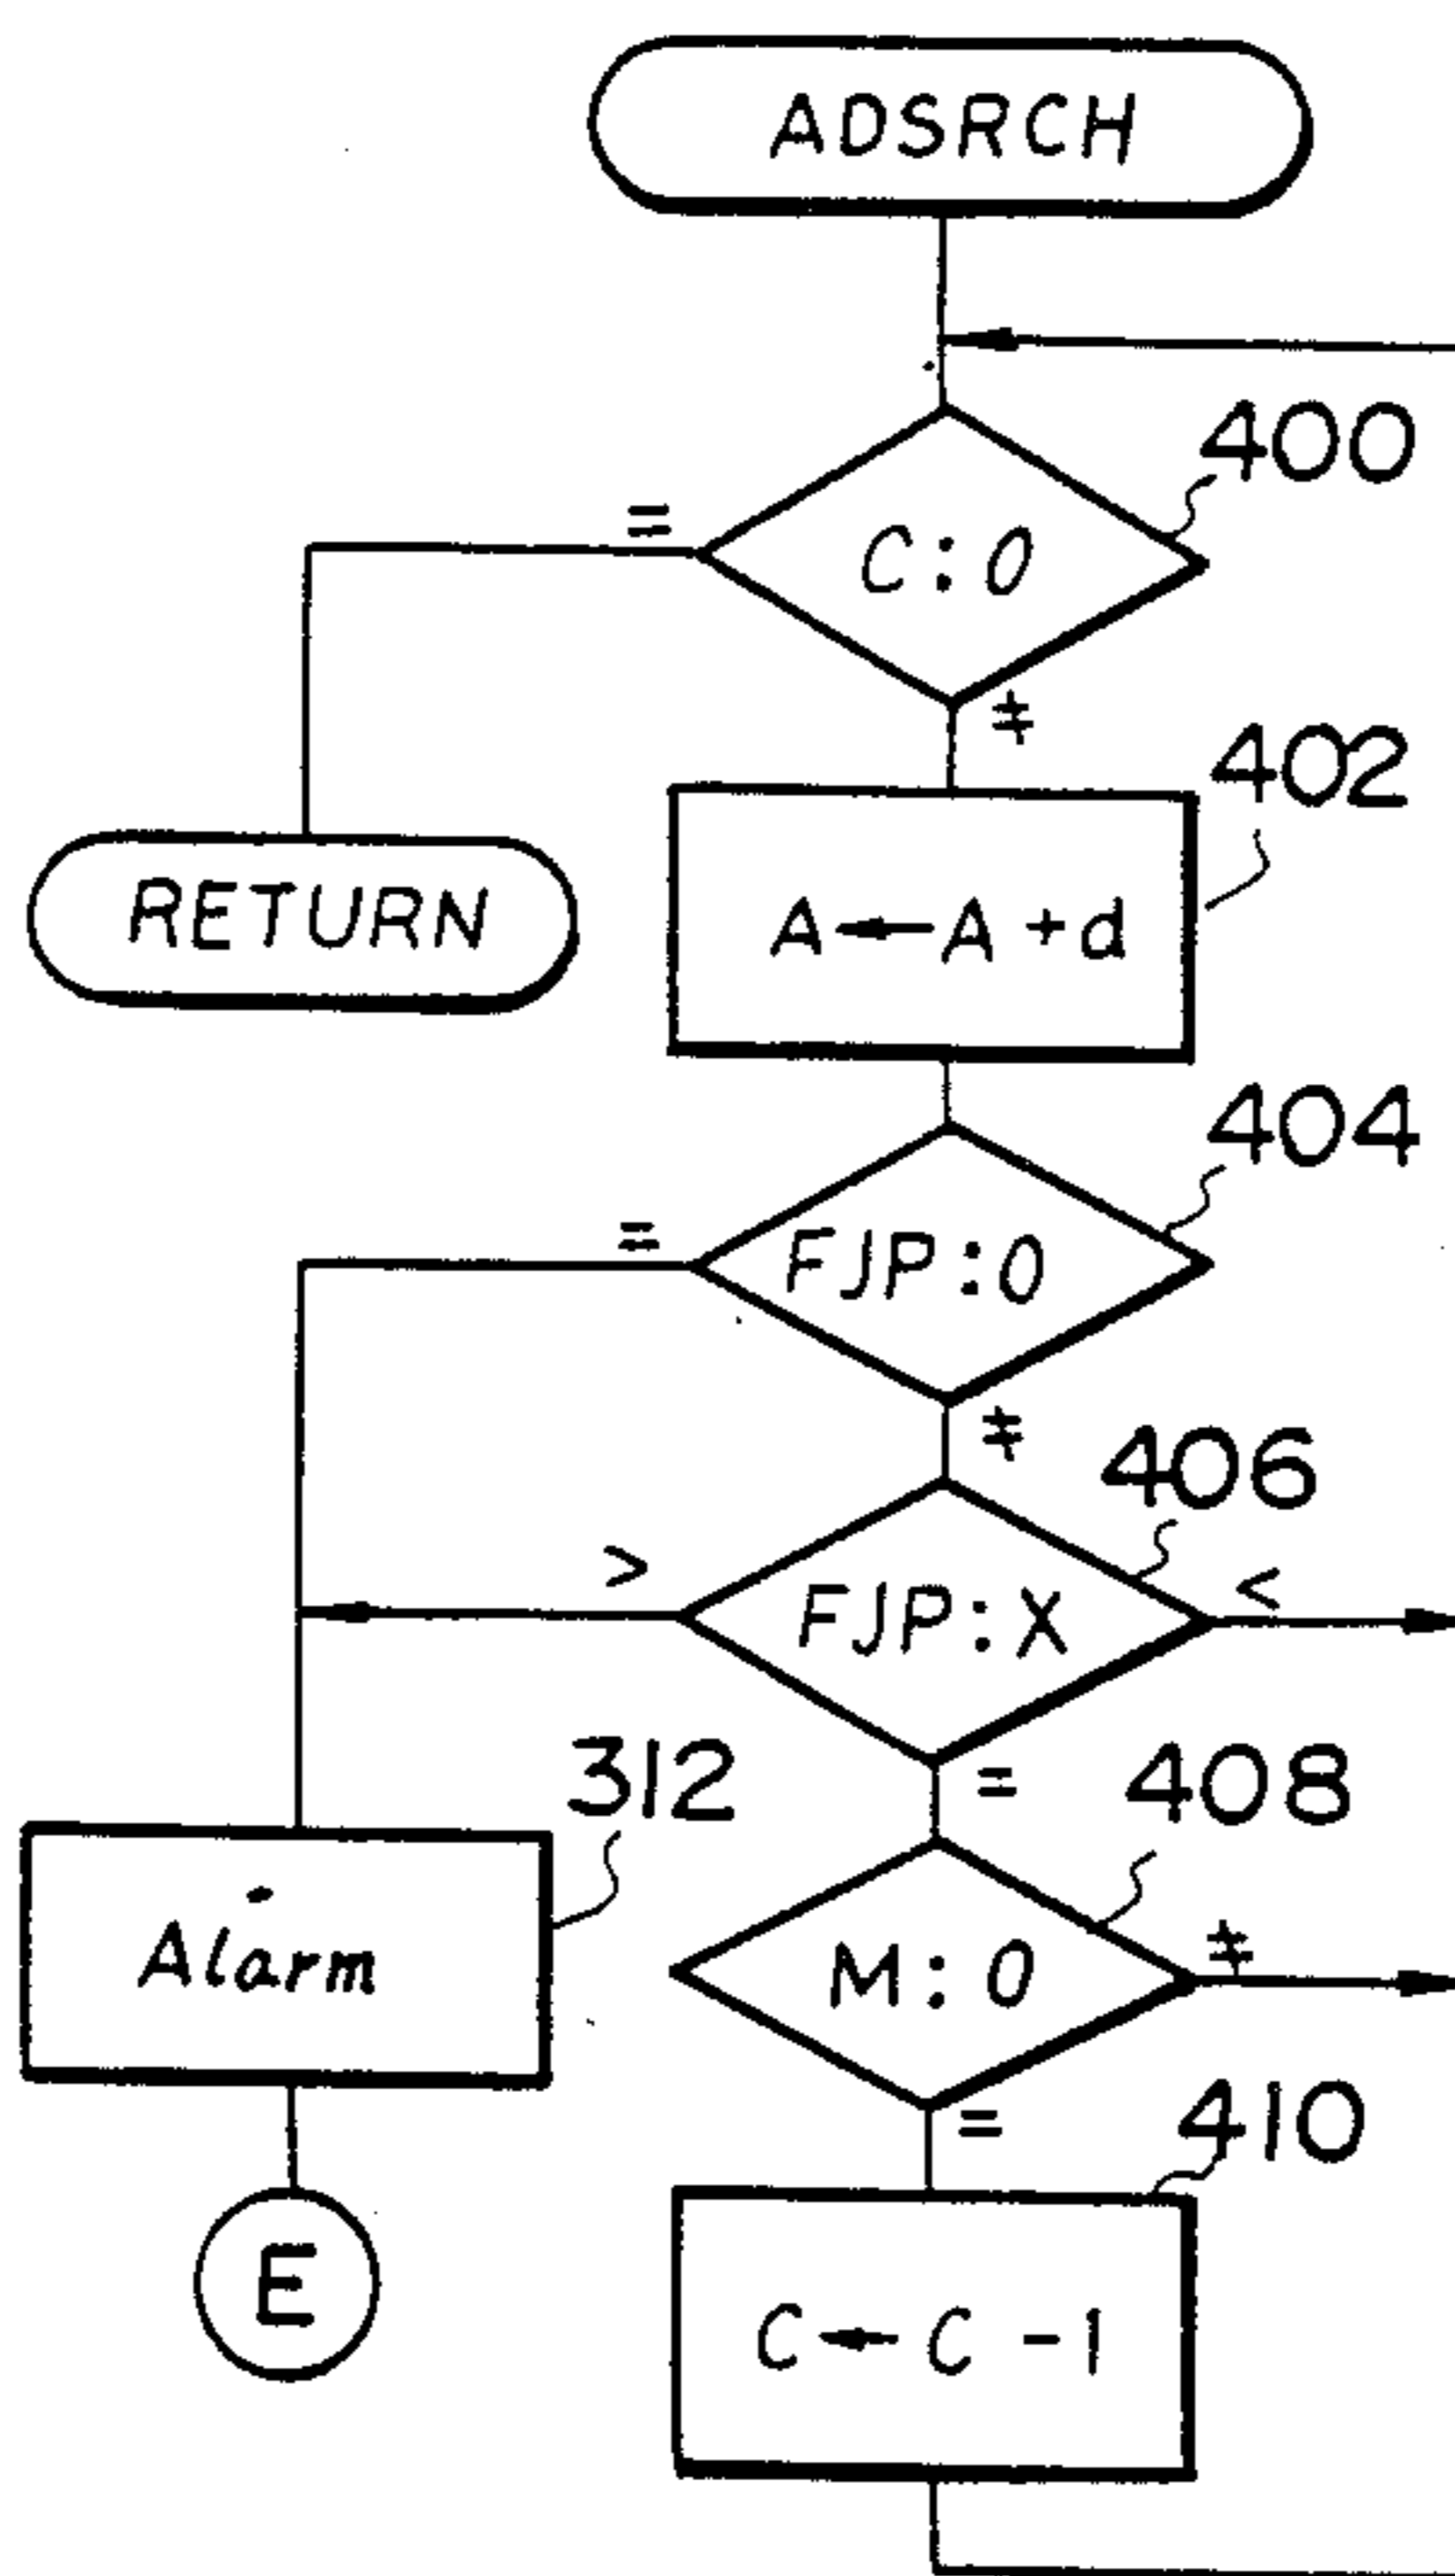 ADSRCH
400
=
C:0
≠
402
RETURN
A←A+d
404
=
FJP:0
≠
406
>
FJP:X
<
312
=
408
Alarm
M:0
≠
=
410
E
C←C-1